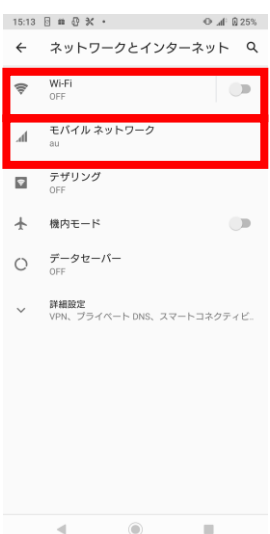 15:13 25%
ネットワークとインターネット
Wi-Fi
OFF
モバイル ネットワーク
au
テザリング
OFF
機内モード
データセーバー
OFF
詳細設定
VPN、プライベート DNS、スマートコネクティビ..